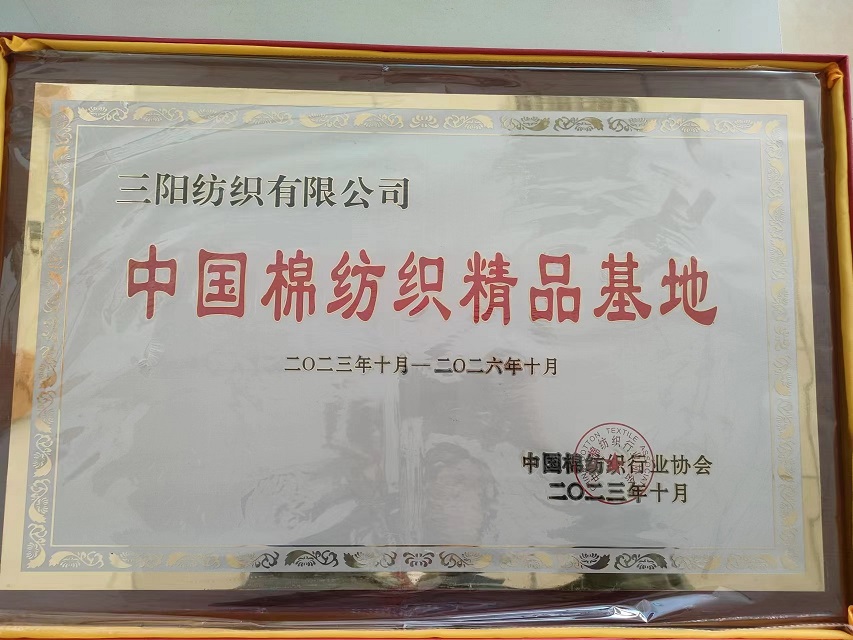 三阳纺织有限公司
中国棉纺织精品基地
二〇二三年十月—二〇二六年十月
中国棉纺织行业协会
二〇二三年十月